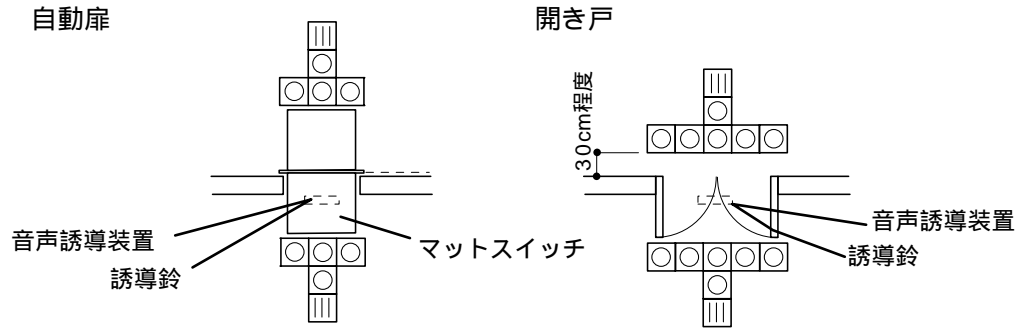 自動扉
開き戸
30cm程度
音声誘導装置
誘導鈴
マットスイッチ
音声誘導装置
誘導鈴